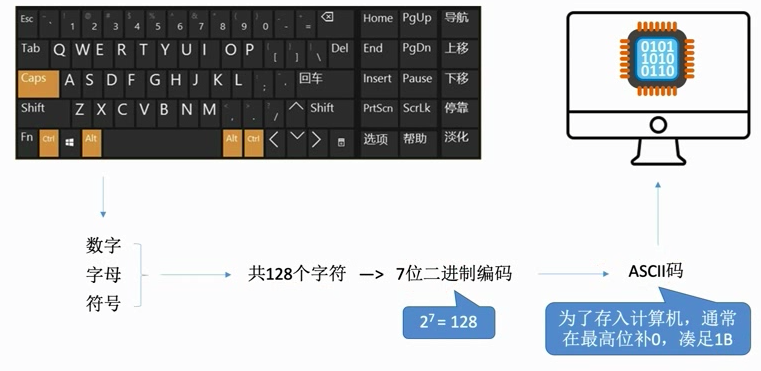 Esc ~ ` ! 1 @ 2 # 3 $ 4 % 5 ^ 6 & 7 * 8 ( 9 ) 0 _ - + = Home PgUp 导航
Tab Q W E R T Y U I O P { [ } ] | \ Del End PgDn 上移
Caps A S D F G H J K L : ; " ' 回车 Insert Pause 下移
Shift Z X C V B N M < , > . ? / Shift PrtScn ScrLk 停靠
Fn Ctrl Alt Alt Ctrl 选项 帮助 淡化
0101
1010
0110
数字
字母
符号
共128个字符 —> 7位二进制编码
ASCII码
2⁷ = 128
为了存入计算机，通常
在最高位补0，凑足1B